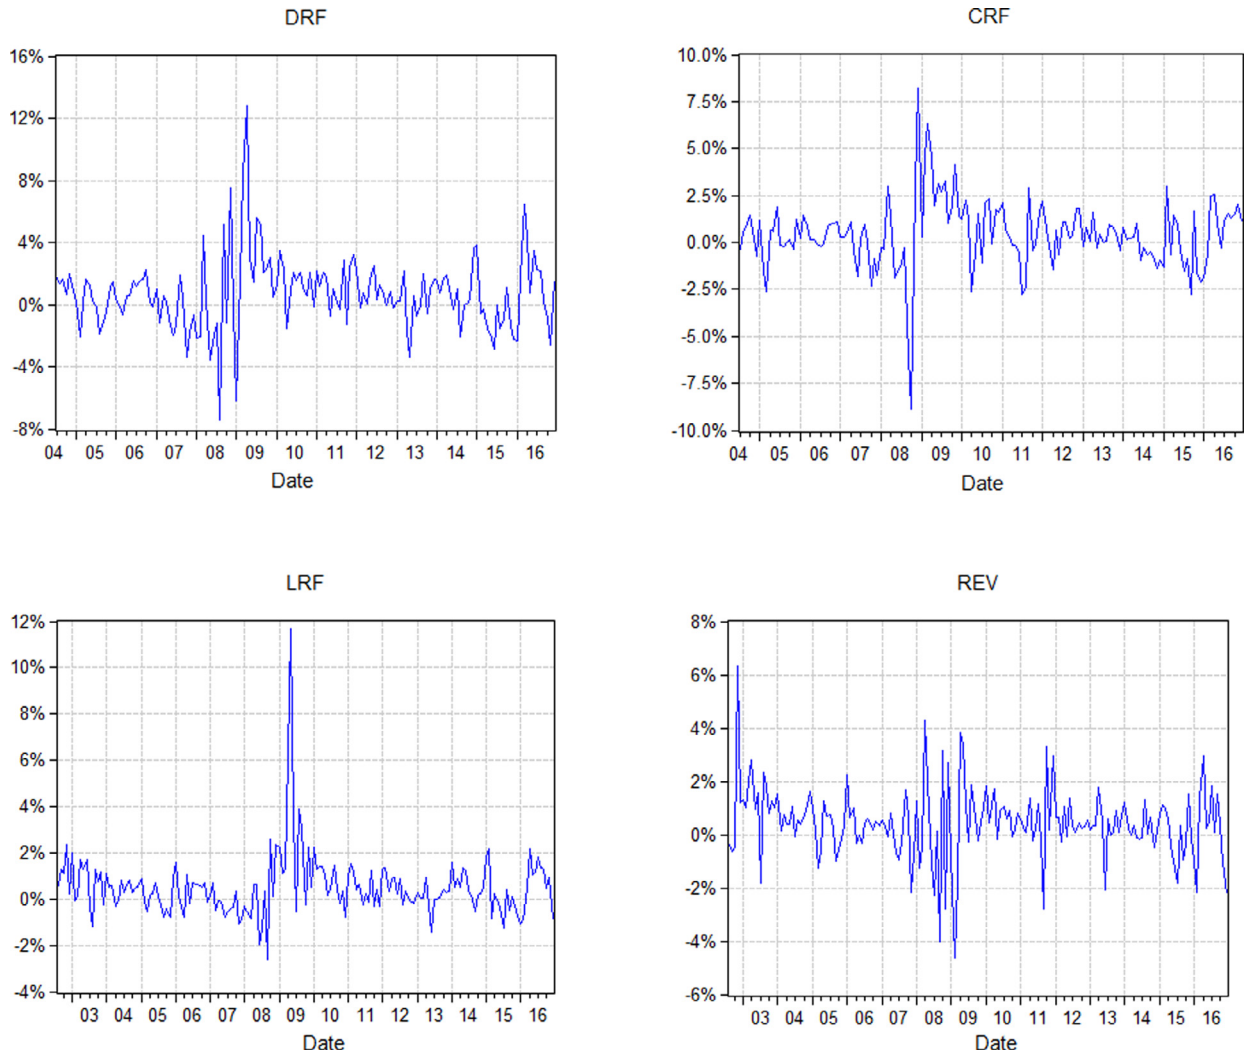 DRF
16%
12%
8%
4%
0%
-4%
-8%
04 05 06 07 08 09 10 11 12 13 14 15 16
Date
CRF
10.0%
7.5%
5.0%
2.5%
0.0%
-2.5%
-5.0%
-7.5%
-10.0%
04 05 06 07 08 09 10 11 12 13 14 15 16
Date
LRF
12%
10%
8%
6%
4%
2%
0%
-2%
-4%
03 04 05 06 07 08 09 10 11 12 13 14 15 16
Date
REV
8%
6%
4%
2%
0%
-2%
-4%
-6%
03 04 05 06 07 08 09 10 11 12 13 14 15 16
Date